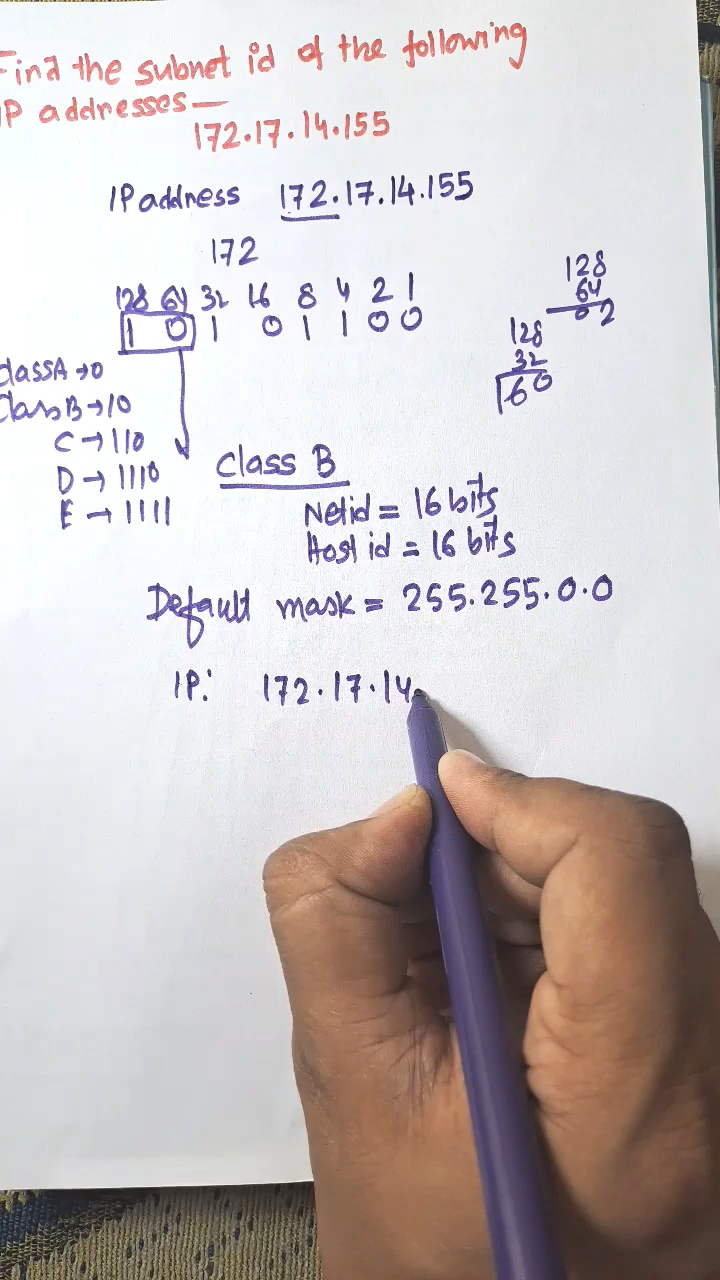 Find the subnet id of the following
IP addresses—
172.17.14.155
IP address 172.17.14.155
172
128 64 32 16 8 4 2 1
1 0 1 0 1 1 0 0
128
64
02
128
32
160
Class A → 0
Class B → 10
C → 110
D → 1110
E → 1111
Class B
Netid = 16 bits
Host id = 16 bits
Default mask = 255.255.0.0
IP: 172.17.14